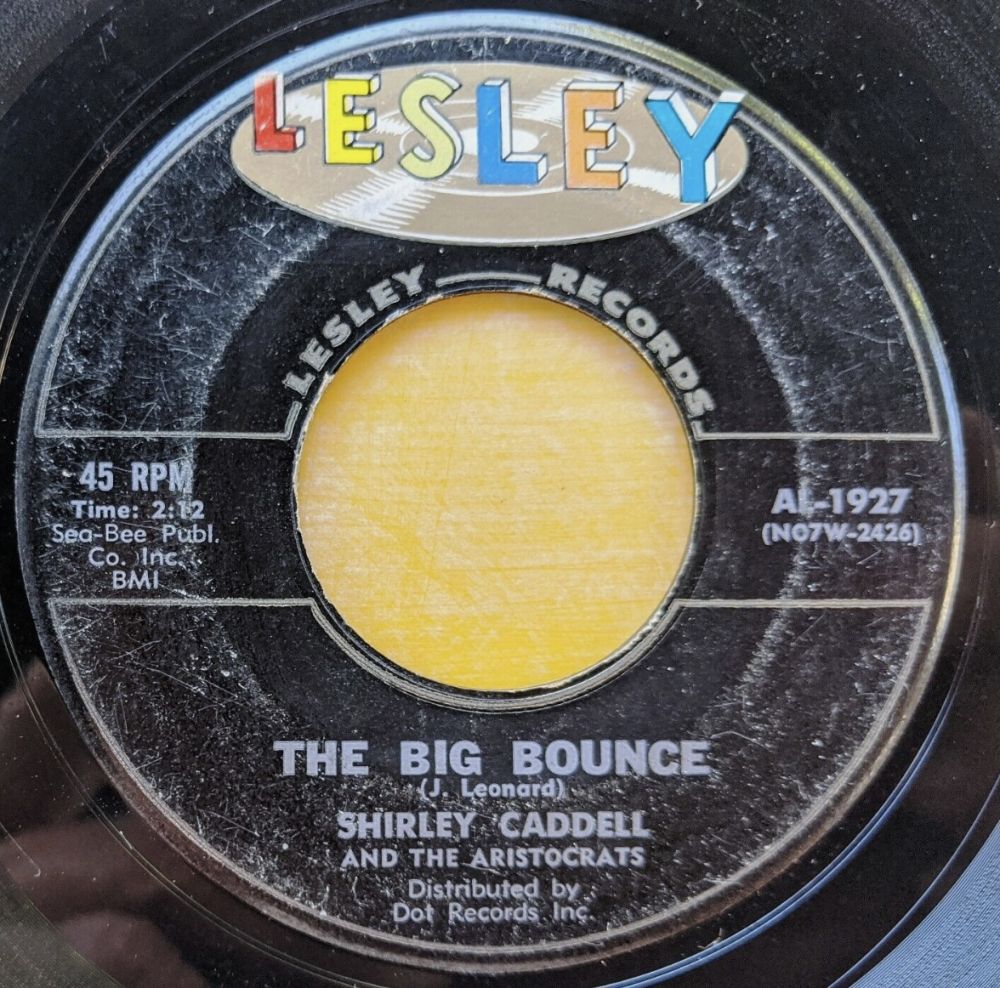 LESLEY
LESLEY RECORDS
45 RPM
Time: 2:12
Sea-Bee Publ.
Co. Inc.
BMI
AL-1927
(NO7W-2426)
THE BIG BOUNCE
(J. Leonard)
SHIRLEY CADDELL
AND THE ARISTOCRATS
Distributed by
Dot Records Inc.